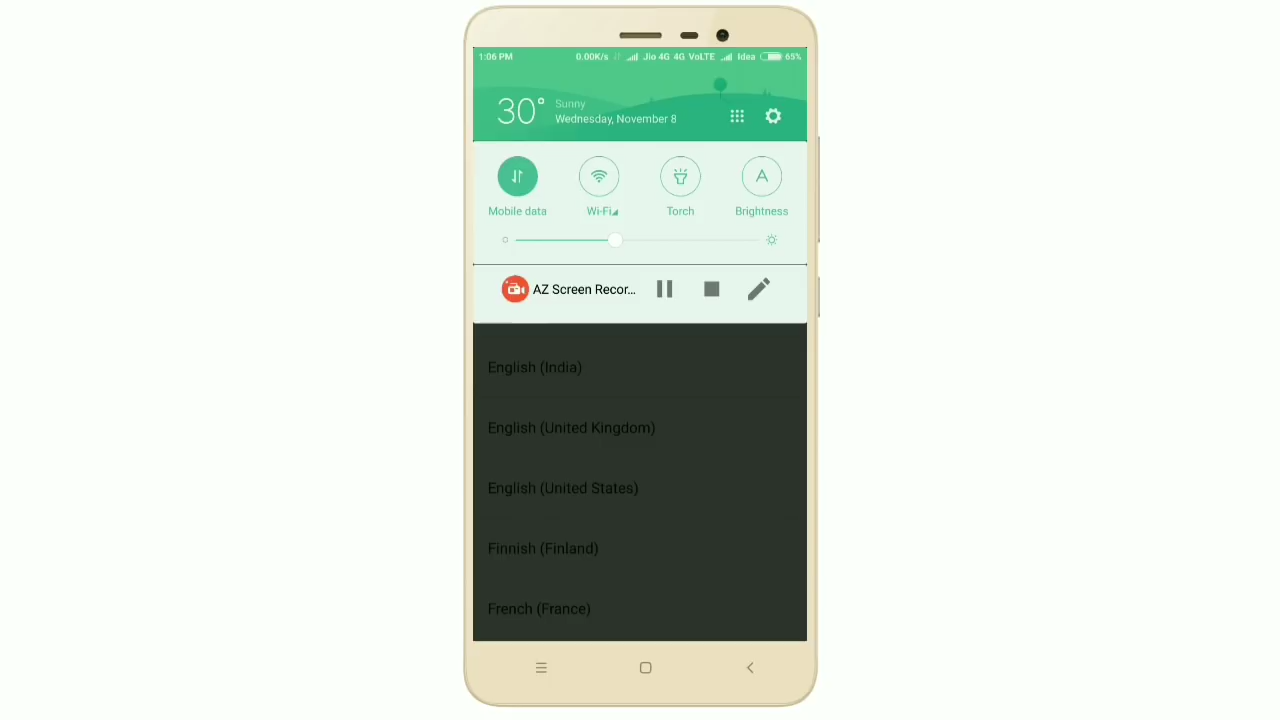 1:06 PM 0.00K/s Jio 4G 4G VoLTE Idea 65%
30° Sunny
Wednesday, November 8
Mobile data Wi-Fi Torch A Brightness
AZ Screen Recor...
English (India)
English (United Kingdom)
English (United States)
Finnish (Finland)
French (France)